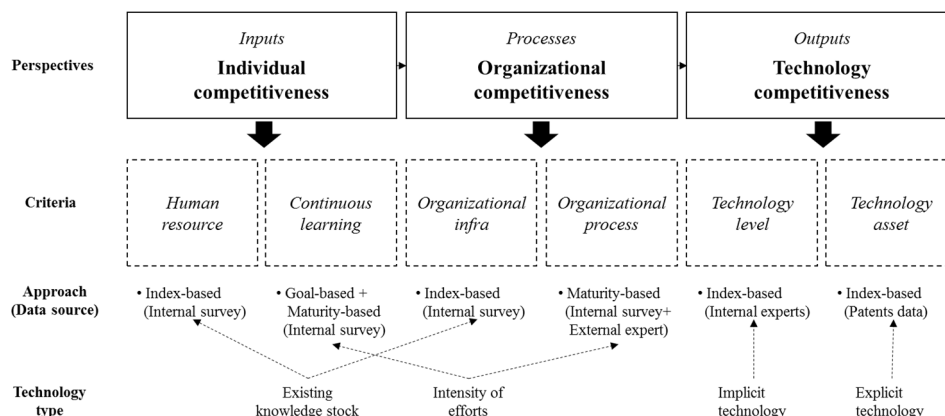 Perspectives
Inputs
Individual
competitiveness
Processes
Organizational
competitiveness
Outputs
Technology
competitiveness
Criteria
Human
resource
Continuous
learning
Organizational
infra
Organizational
process
Technology
level
Technology
asset
Approach
(Data source)
• Index-based
(Internal survey)
• Goal-based +
Maturity-based
(Internal survey)
• Index-based
(Internal survey)
• Maturity-based
(Internal survey+
External expert)
• Index-based
(Internal experts)
• Index-based
(Patents data)
Technology
type
Existing
knowledge stock
Intensity of
efforts
Implicit
technology
Explicit
technology